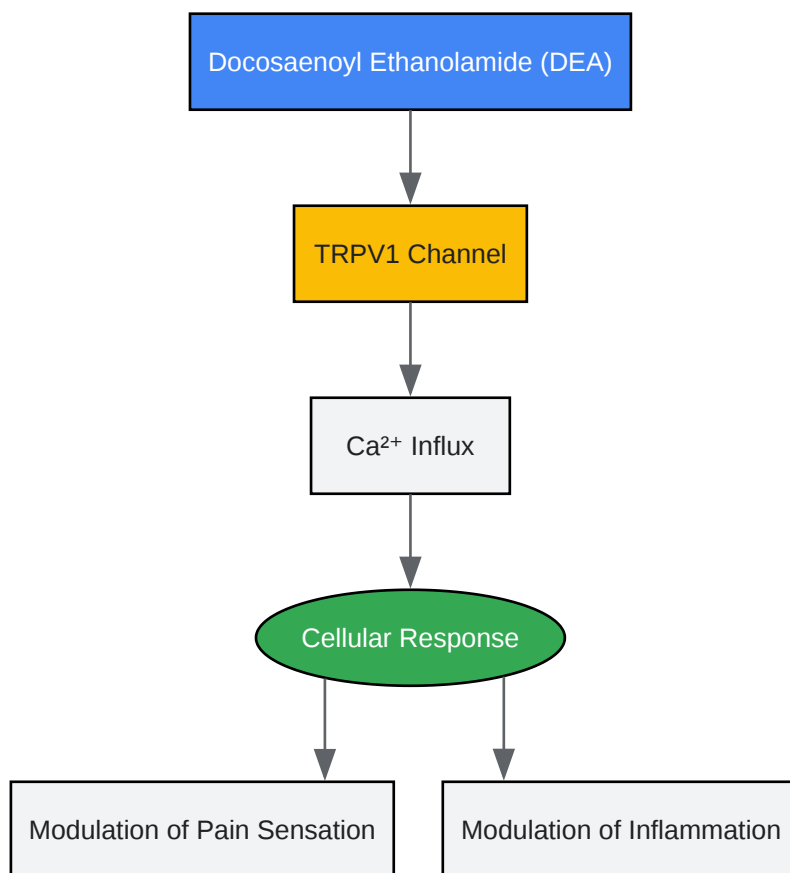 Docosaenoyl Ethanolamide (DEA)
TRPV1 Channel
Ca²⁺ Influx
Cellular Response
Modulation of Pain Sensation
Modulation of Inflammation